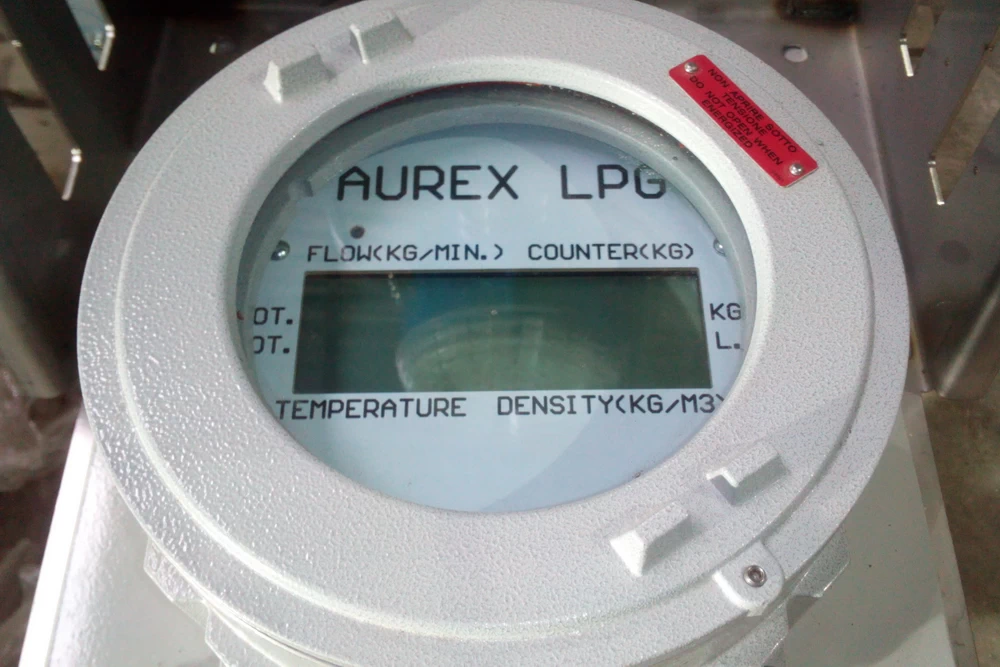 AUREX LPG
FLOW(KG/MIN.) COUNTER(KG)
OT. KG
OT. L.
TEMPERATURE DENSITY(KG/M3)
NON APRIRE SOTTO
TENSIONE
DO NOT OPEN WHEN
ENERGIZED